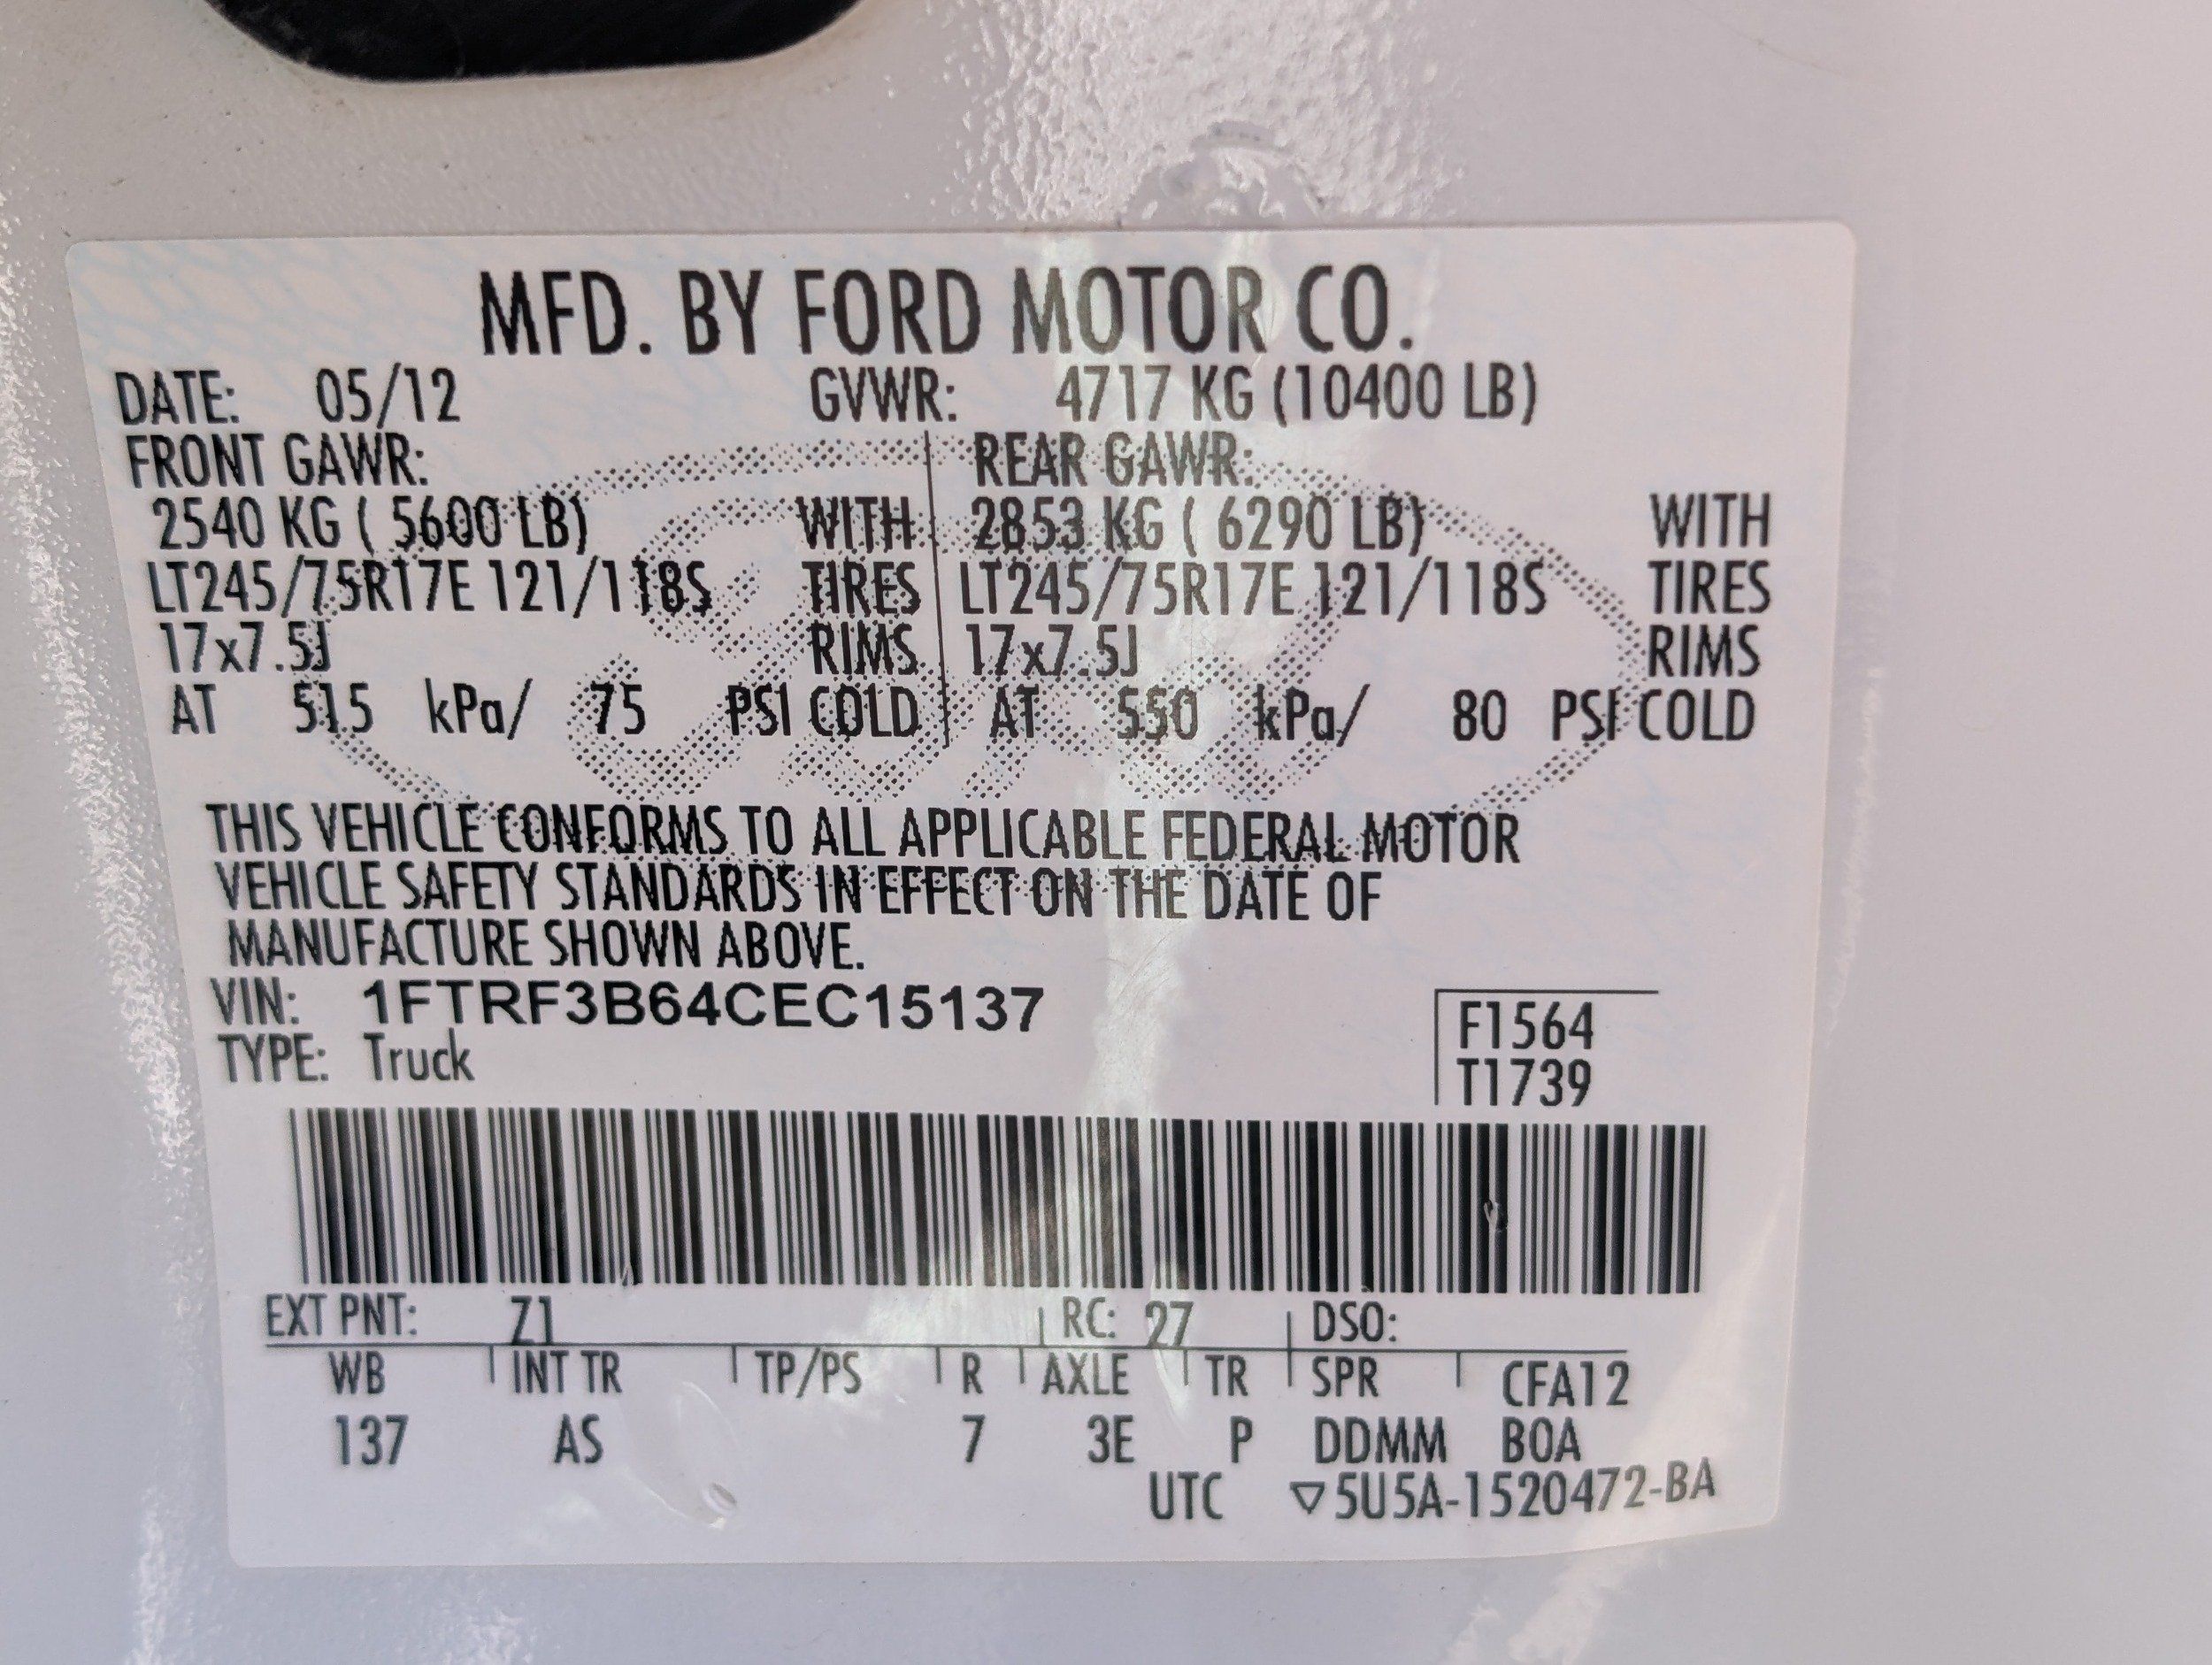 MFD. BY FORD MOTOR CO.
DATE: 05/12 GVWR: 4717 KG (10400 LB)
FRONT GAWR: REAR GAWR:
2540 KG ( 5600 LB) WITH 2853 KG ( 6290 LB) WITH
LT245/75R17E 121/118S TIRES LT245/75R17E 121/118S TIRES
17x7.5J RIMS 17x7.5J RIMS
AT 515 kPa/ 75 PSI COLD AT 550 kPa/ 80 PSI COLD
THIS VEHICLE CONFORMS TO ALL APPLICABLE FEDERAL MOTOR
VEHICLE SAFETY STANDARDS IN EFFECT ON THE DATE OF
MANUFACTURE SHOWN ABOVE.
VIN: 1FTRF3B64CEC15137
F1564
TYPE: Truck
T1739
EXT PNT: Z1 RC: 27 DSO:
WB INT TR TP/PS R AXLE TR SPR CFA12
137 AS 7 3E P DDMM BOA
UTC ▽5U5A-1520472-BA